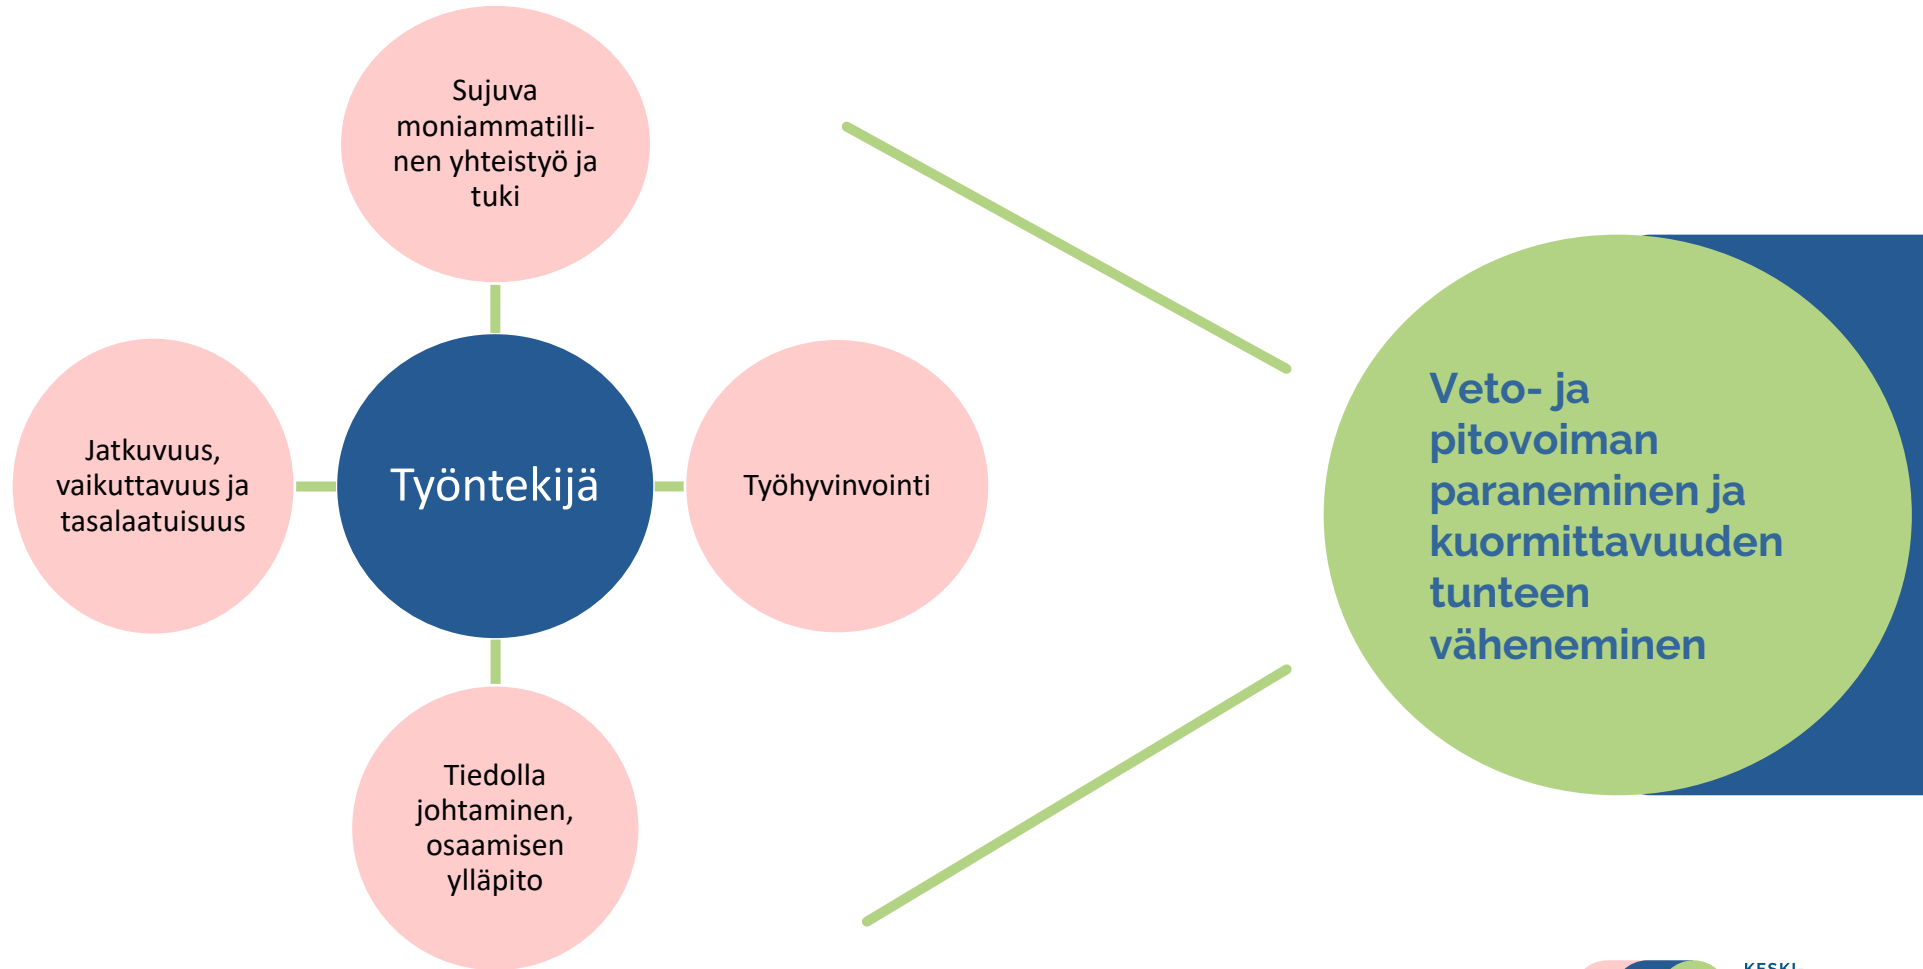 Sujuva
moniammatilli-
nen yhteistyö ja
tuki
Jatkuvuus,
vaikuttavuus ja
tasalaatuisuus
Työntekijä
Työhyvinvointi
Tiedolla
johtaminen,
osaamisen
ylläpito
Veto- ja
pitovoiman
paraneminen ja
kuormittavuuden
tunteen
väheneminen
KESKI